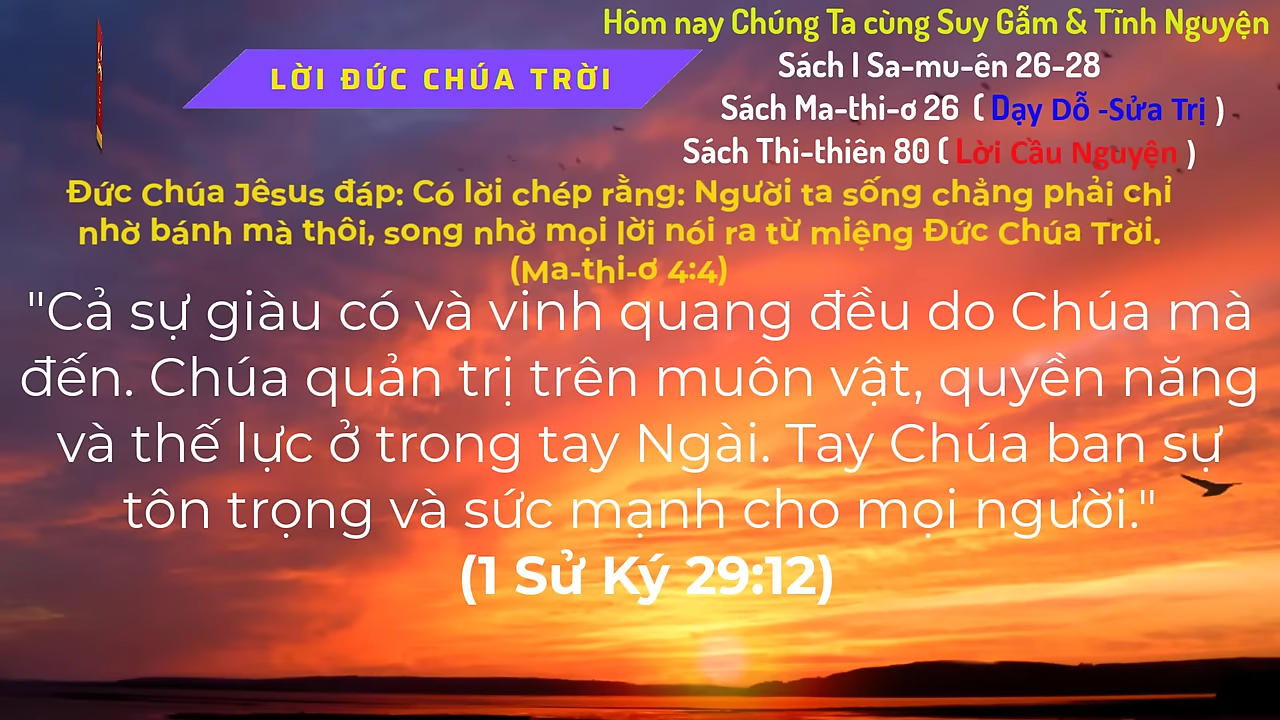 Hôm nay Chúng Ta cùng Suy Gẫm & Tĩnh Nguyện
LỜI ĐỨC CHÚA TRỜI
Sách I Sa-mu-ên 26-28
Sách Ma-thi-ơ 26 ( Dạy Dỗ -Sửa Trị )
Sách Thi-thiên 80 ( Lời Cầu Nguyện )
Đức Chúa Jêsus đáp: Có lời chép rằng: Người ta sống chẳng phải chỉ
nhờ bánh mà thôi, song nhờ mọi lời nói ra từ miệng Đức Chúa Trời.
(Ma-thi-ơ 4:4)
"Cả sự giàu có và vinh quang đều do Chúa mà
đến. Chúa quản trị trên muôn vật, quyền năng
và thế lực ở trong tay Ngài. Tay Chúa ban sự
tôn trọng và sức mạnh cho mọi người."
(1 Sử Ký 29:12)